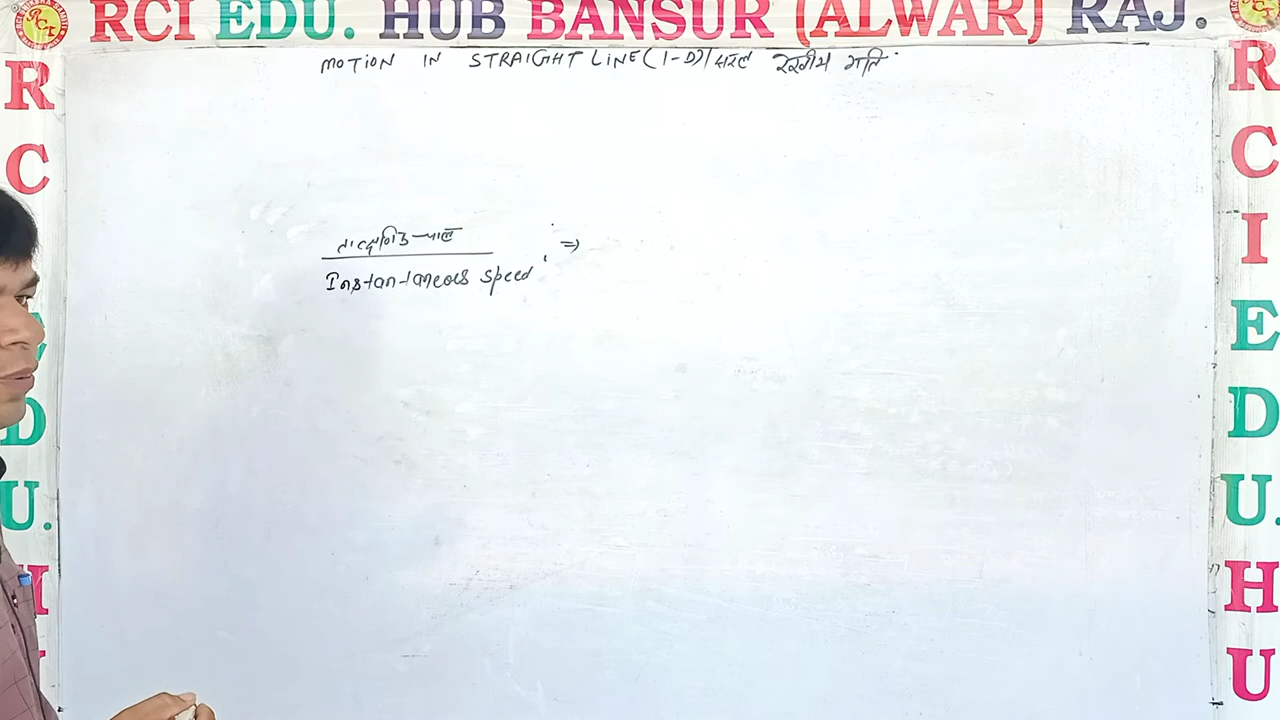 RCI EDU. HUB BANSUR (ALWAR) RAJ.
MOTION IN STRAIGHT LINE (1-D) / सरल रेखीय गति
तात्क्षणिक चाल
Instantaneous speed : ⇒
R
C
I
E
D
U.
H
U
R
C
D
U.
H